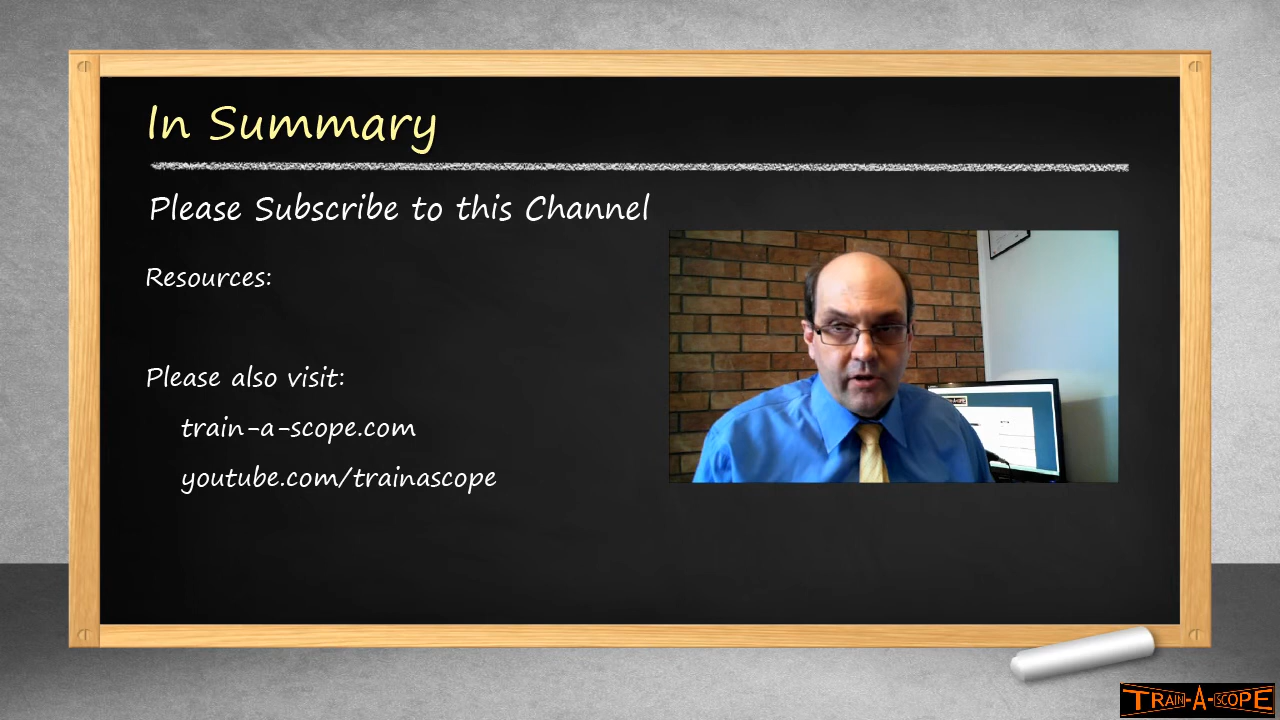 In Summary
Please Subscribe to this Channel
Resources:
Please also visit:
train-a-scope.com
youtube.com/trainascope
TRAIN-A-SCOPE